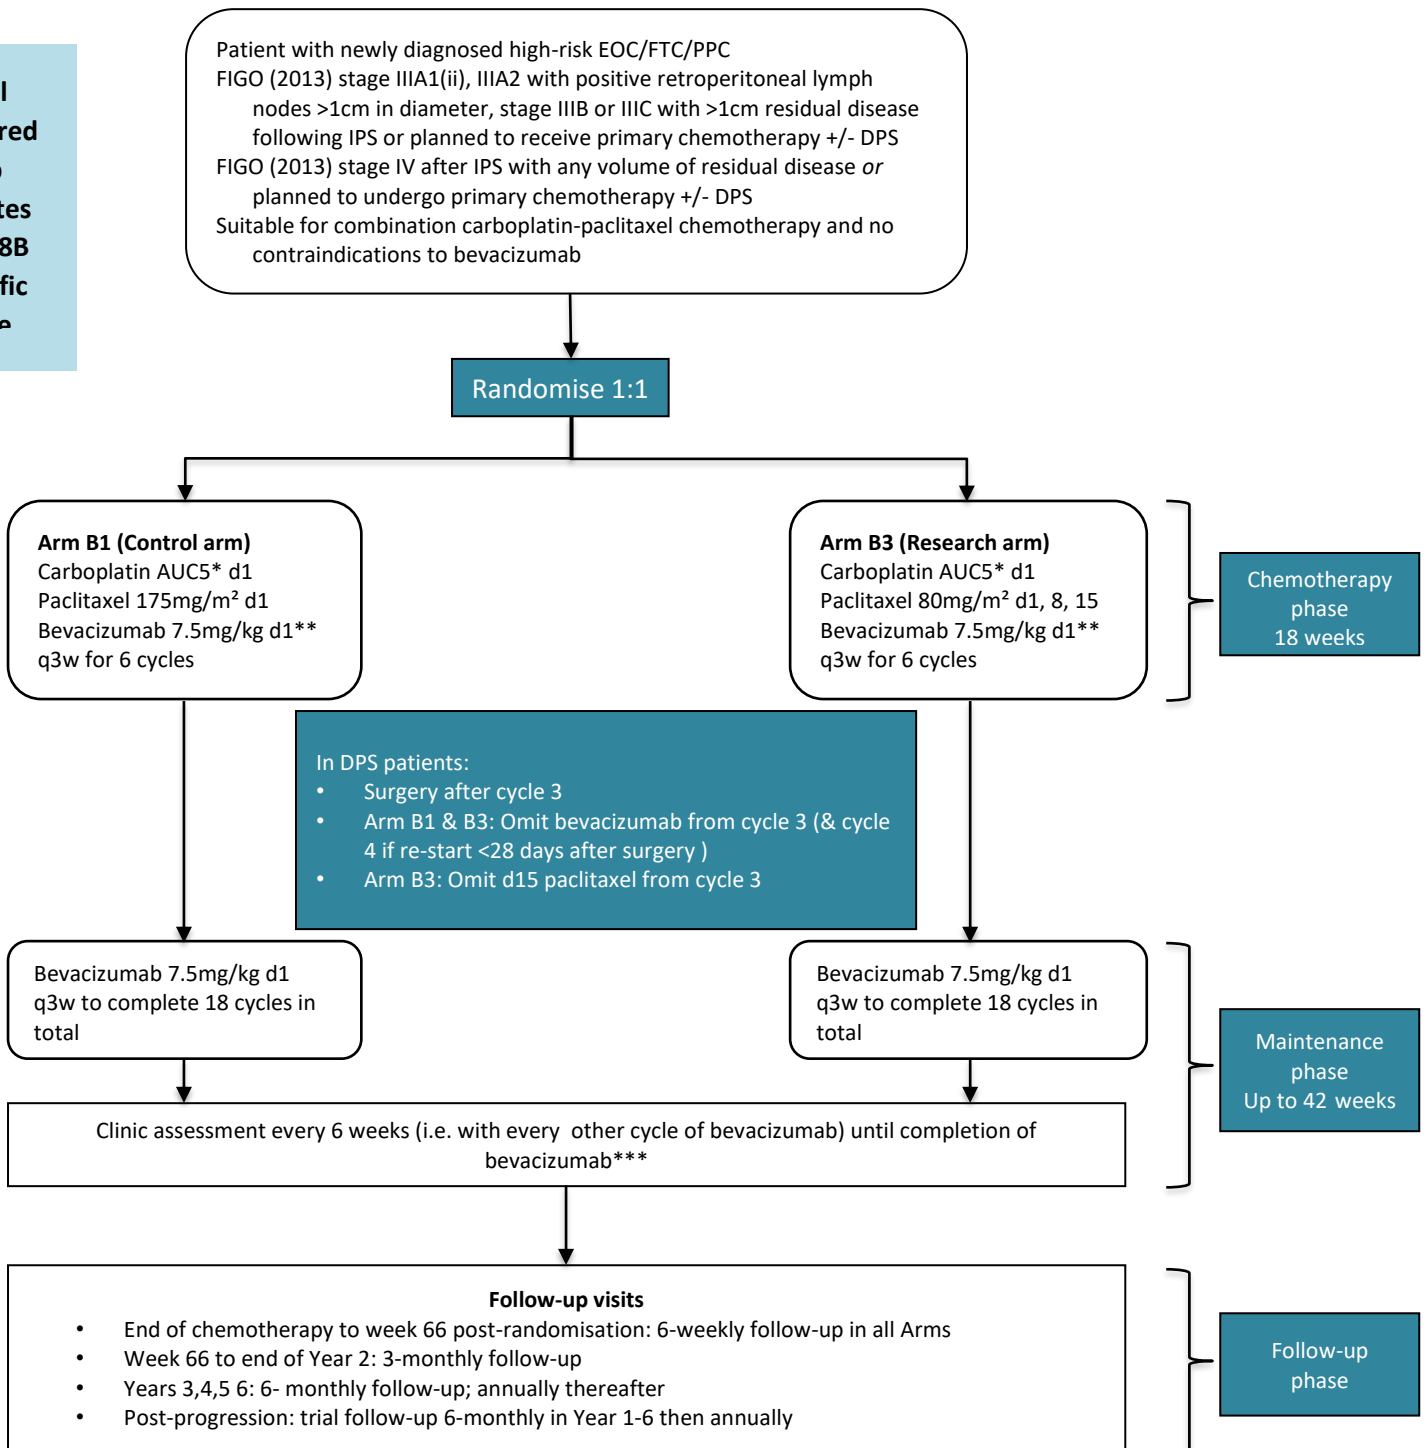 l
red
o
tes
8B
fic
e
Patient with newly diagnosed high-risk EOC/FTC/PPC
FIGO (2013) stage IIIA1(ii), IIIA2 with positive retroperitoneal lymph
nodes >1cm in diameter, stage IIIB or IIIC with >1cm residual disease
following IPS or planned to receive primary chemotherapy +/- DPS
FIGO (2013) stage IV after IPS with any volume of residual disease or
planned to undergo primary chemotherapy +/- DPS
Suitable for combination carboplatin-paclitaxel chemotherapy and no
contraindications to bevacizumab
Randomise 1:1
Arm B1 (Control arm)
Carboplatin AUC5* d1
Paclitaxel 175mg/m² d1
Bevacizumab 7.5mg/kg d1**
q3w for 6 cycles
Arm B3 (Research arm)
Carboplatin AUC5* d1
Paclitaxel 80mg/m² d1, 8, 15
Bevacizumab 7.5mg/kg d1**
q3w for 6 cycles
Chemotherapy
phase
18 weeks
In DPS patients:
• Surgery after cycle 3
• Arm B1 & B3: Omit bevacizumab from cycle 3 (& cycle
4 if re-start <28 days after surgery )
• Arm B3: Omit d15 paclitaxel from cycle 3
Bevacizumab 7.5mg/kg d1
q3w to complete 18 cycles in
total
Bevacizumab 7.5mg/kg d1
q3w to complete 18 cycles in
total
Maintenance
phase
Up to 42 weeks
Clinic assessment every 6 weeks (i.e. with every other cycle of bevacizumab) until completion of
bevacizumab***
Follow-up visits
• End of chemotherapy to week 66 post-randomisation: 6-weekly follow-up in all Arms
• Week 66 to end of Year 2: 3-monthly follow-up
• Years 3,4,5 6: 6- monthly follow-up; annually thereafter
• Post-progression: trial follow-up 6-monthly in Year 1-6 then annually
Follow-up
phase